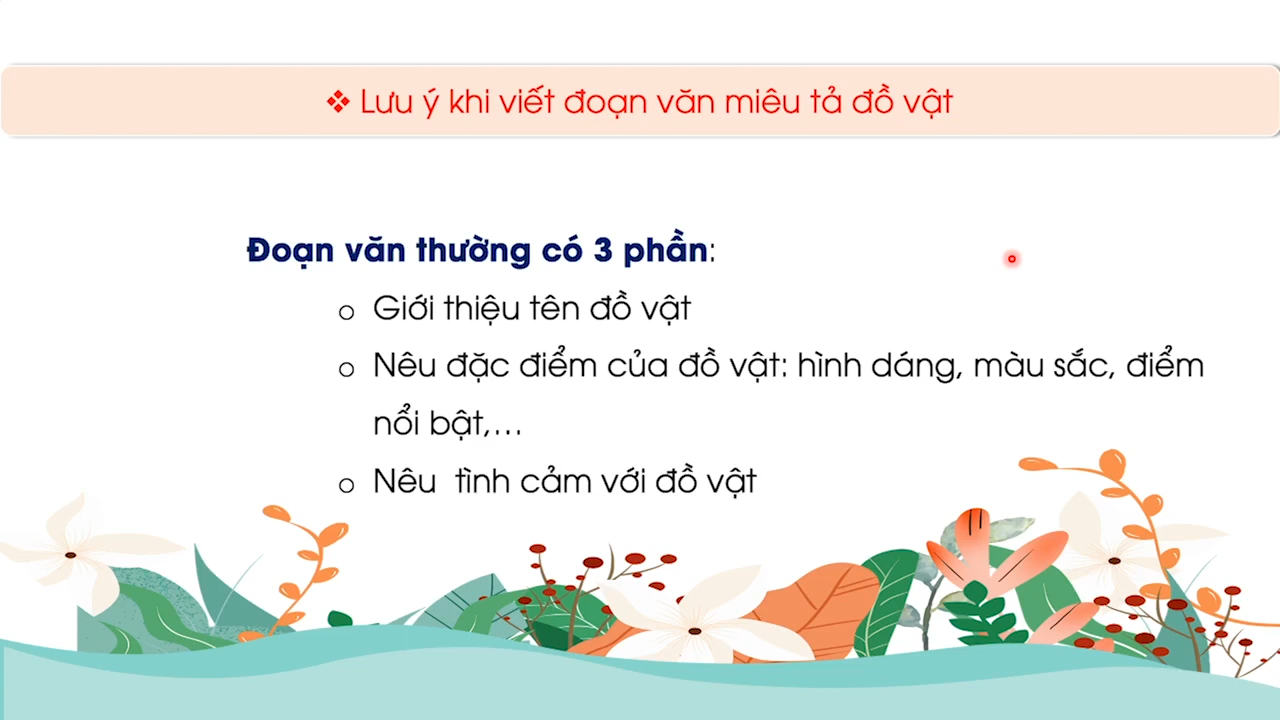 ❖ Lưu ý khi viết đoạn văn miêu tả đồ vật
Đoạn văn thường có 3 phần:
o Giới thiệu tên đồ vật
o Nêu đặc điểm của đồ vật: hình dáng, màu sắc, điểm
nổi bật,...
o Nêu tình cảm với đồ vật